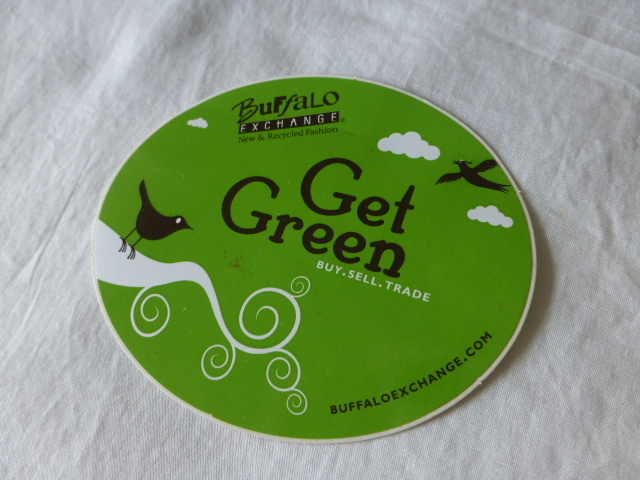 Buffalo
EXCHANGE®
New & Recycled Fashion
Get
Green
BUY.SELL.TRADE
BUFFALOEXCHANGE.COM